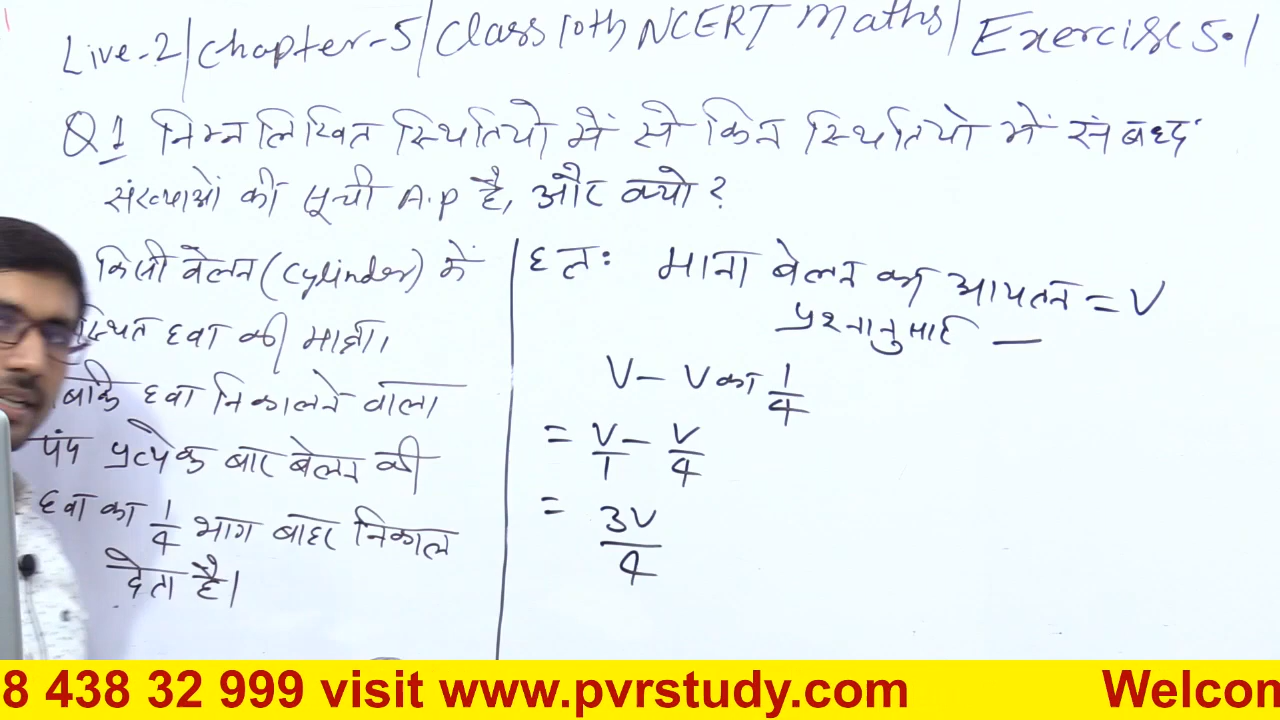 Live-2/Chapter-5/Class 10th NCERT Maths/Exercise 5.1
Q1 निम्नलिखित स्थितियो में से किन स्थितियो में संबद्ध
संख्याओं की सूची A.P है, और क्यो ?
किसी बेलन (cylinder) में
स्थित हवा की मात्रा।
पंप प्रत्येक बार बेलन की
हवा निकालने वाला
हवा का 1/4 भाग बाहर निकाल
देता है।
हल: माना बेलन का आयतन = V
प्रश्नानुसार —
V - V का 1/4
= V/1 - V/4
= 3V/4
8 438 32 999 visit www.pvrstudy.com Welcom